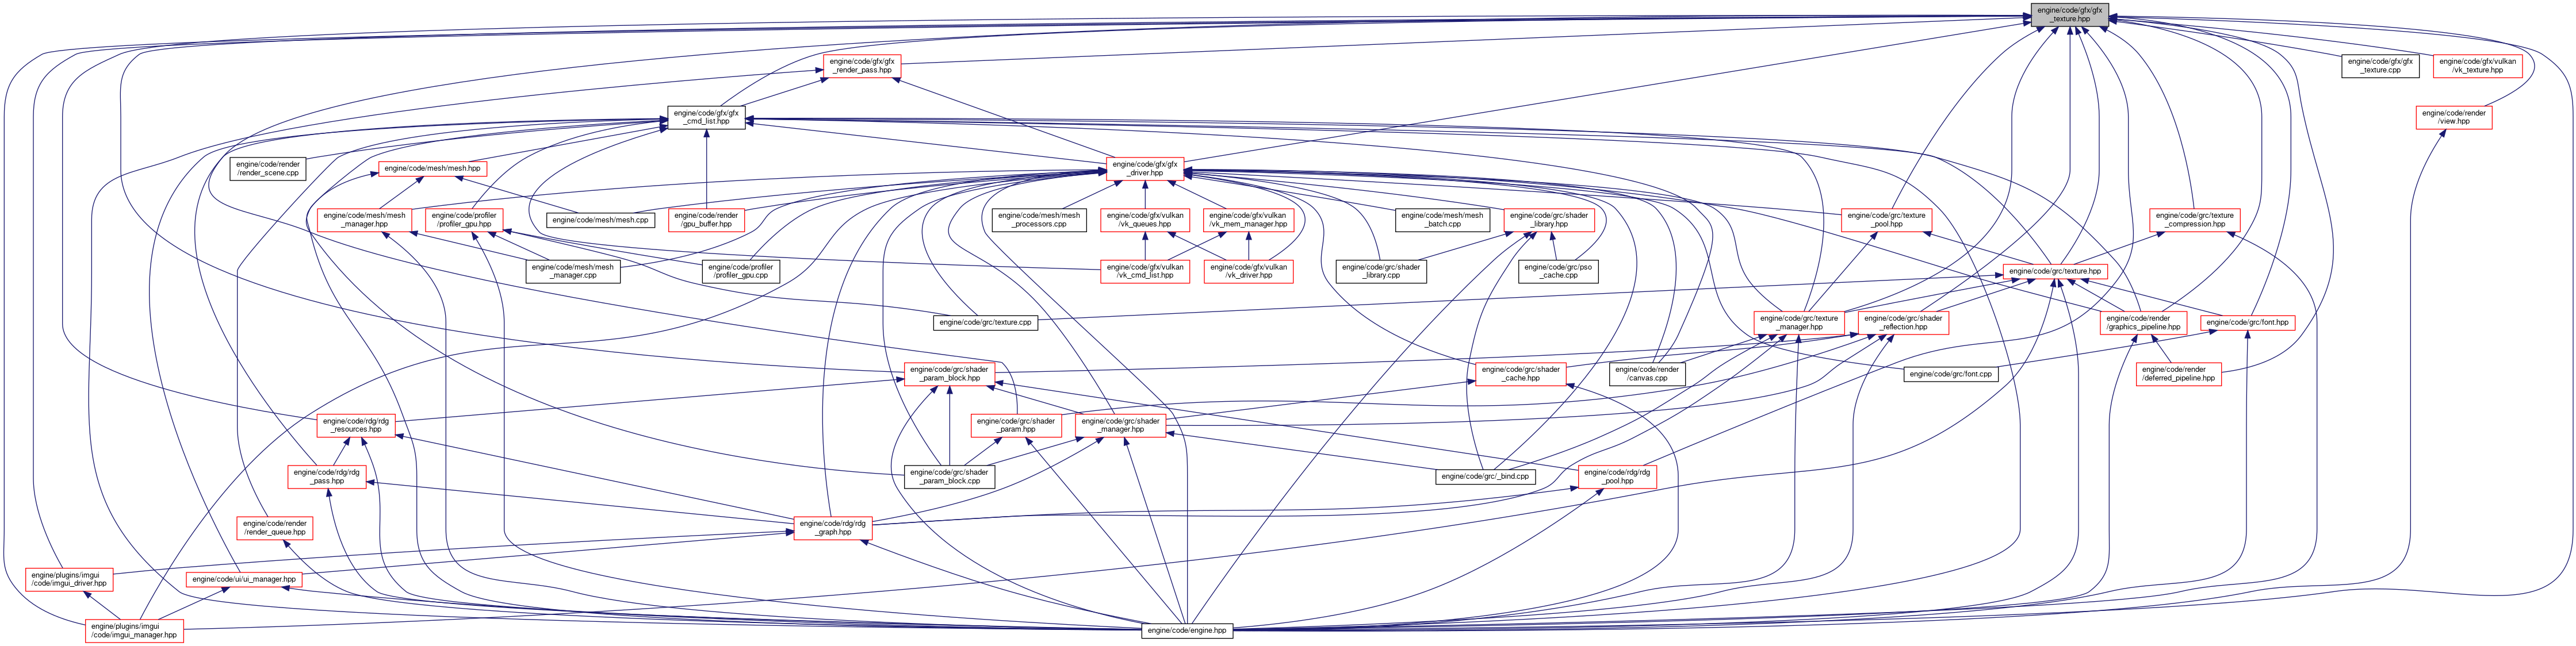 engine/code/gfx/gfx
_texture.hpp
engine/code/gfx/gfx
_render_pass.hpp
engine/code/gfx/gfx
_texture.cpp
engine/code/gfx/vulkan
/vk_texture.hpp
engine/code/gfx/gfx
_cmd_list.hpp
engine/code/render
/view.hpp
engine/code/render
/render_scene.cpp
engine/code/mesh/mesh.hpp
engine/code/gfx/gfx
_driver.hpp
engine/code/mesh/mesh
_manager.hpp
engine/code/profiler
/profiler_gpu.hpp
engine/code/mesh/mesh.cpp
engine/code/render
/gpu_buffer.hpp
engine/code/mesh/mesh
_processors.cpp
engine/code/gfx/vulkan
/vk_queues.hpp
engine/code/gfx/vulkan
/vk_mem_manager.hpp
engine/code/mesh/mesh
_batch.cpp
engine/code/grc/shader
_library.hpp
engine/code/grc/texture
_pool.hpp
engine/code/grc/texture
_compression.hpp
engine/code/mesh/mesh
_manager.cpp
engine/code/profiler
/profiler_gpu.cpp
engine/code/gfx/vulkan
/vk_cmd_list.hpp
engine/code/gfx/vulkan
/vk_driver.hpp
engine/code/grc/shader
_library.cpp
engine/code/grc/pso
_cache.cpp
engine/code/grc/texture.hpp
engine/code/grc/texture.cpp
engine/code/grc/texture
_manager.hpp
engine/code/grc/shader
_reflection.hpp
engine/code/render
/graphics_pipeline.hpp
engine/code/grc/font.hpp
engine/code/grc/shader
_param_block.hpp
engine/code/grc/shader
_cache.hpp
engine/code/render
/canvas.cpp
engine/code/grc/font.cpp
engine/code/render
/deferred_pipeline.hpp
engine/code/rdg/rdg
_resources.hpp
engine/code/grc/shader
_param.hpp
engine/code/grc/shader
_manager.hpp
engine/code/rdg/rdg
_pass.hpp
engine/code/grc/shader
_param_block.cpp
engine/code/grc/_bind.cpp
engine/code/rdg/rdg
_pool.hpp
engine/code/render
/render_queue.hpp
engine/code/rdg/rdg
_graph.hpp
engine/plugins/imgui
/code/imgui_driver.hpp
engine/code/ui/ui_manager.hpp
engine/plugins/imgui
/code/imgui_manager.hpp
engine/code/engine.hpp